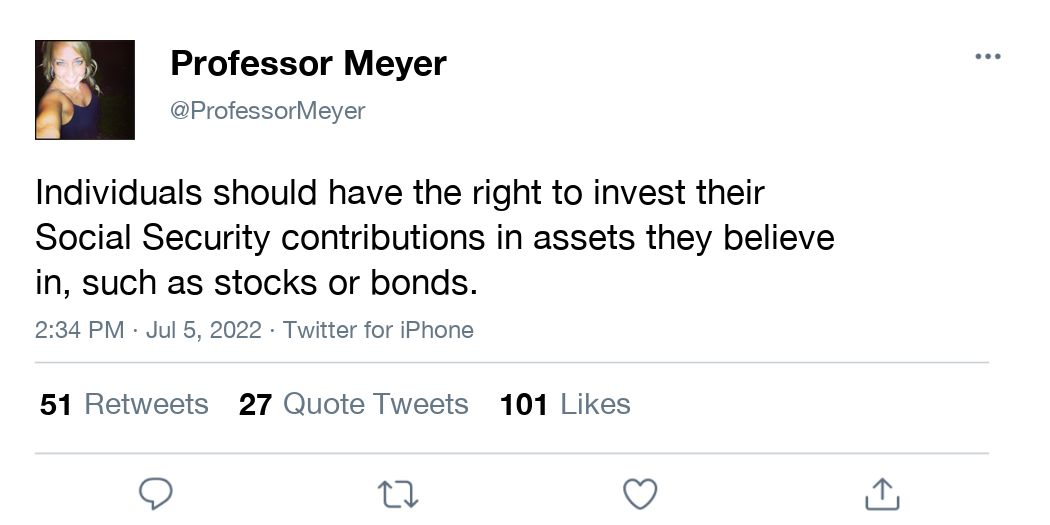 Professor Meyer
@ProfessorMeyer
Individuals should have the right to invest their
Social Security contributions in assets they believe
in, such as stocks or bonds.
2:34 PM · Jul 5, 2022 · Twitter for iPhone
51 Retweets 27 Quote Tweets 101 Likes